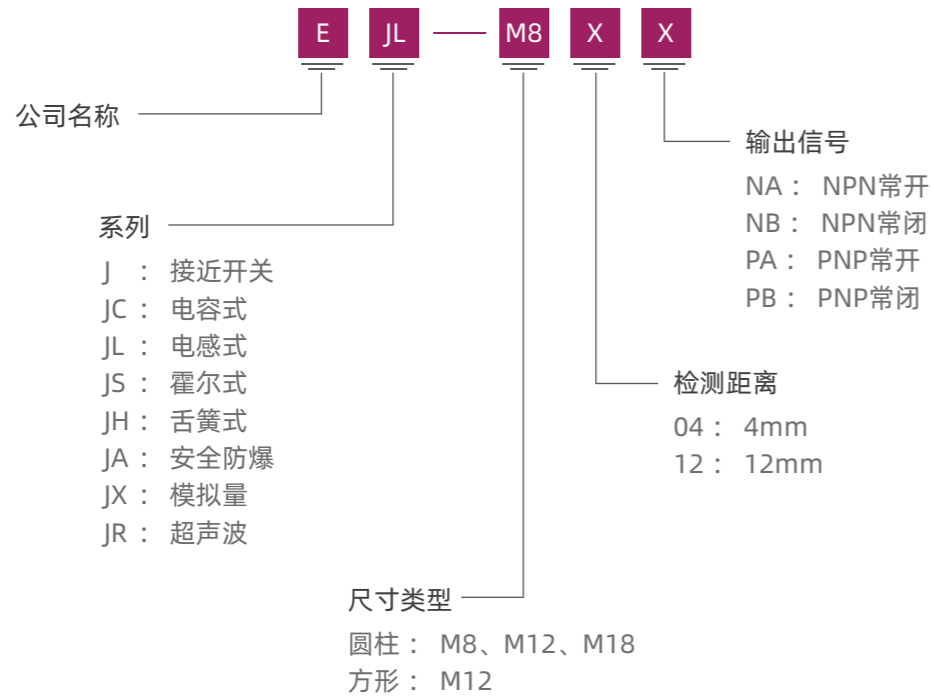 E JL M8 X X
公司名称
输出信号
NA： NPN常开
NB： NPN常闭
PA： PNP常开
PB： PNP常闭
系列
J ： 接近开关
JC ： 电容式
JL ： 电感式
JS ： 霍尔式
JH ： 舌簧式
JA ： 安全防爆
JX ： 模拟量
JR ： 超声波
检测距离
04： 4mm
12： 12mm
尺寸类型
圆柱： M8、M12、M18
方形： M12